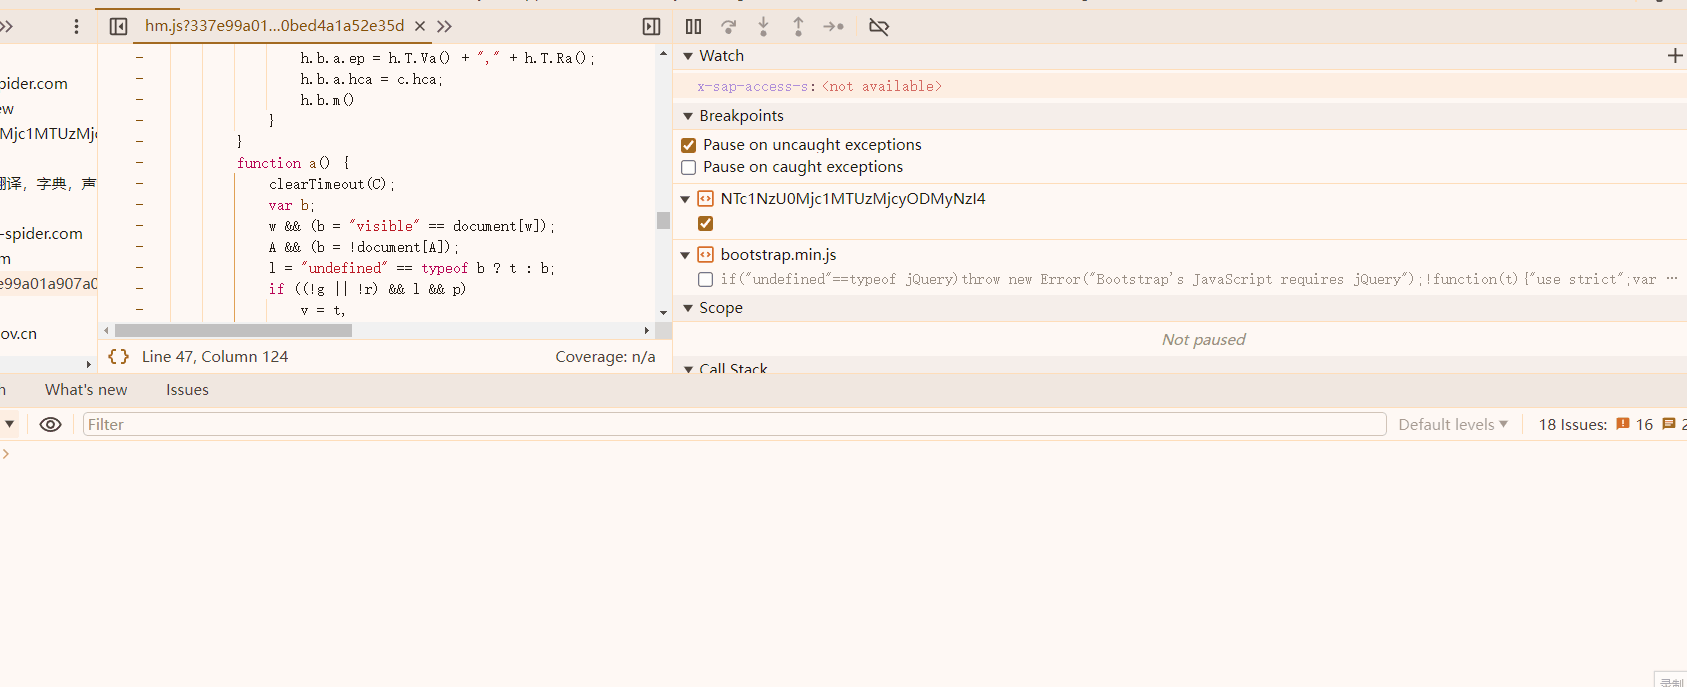 hm.js?337e99a01...0bed4a1a52e35d
spider.com
ew
Mjc1MTUzMjc
翻译，字典，声
-spider.com
m
e99a01a907a0
ov.cn
h.b.a.ep = h.T.Va() + "," + h.T.Ra();
h.b.a.hca = c.hca;
h.b.m()
}
}
function a() {
clearTimeout(C);
var b;
w && (b = "visible" == document[w]);
A && (b = !document[A]);
l = "undefined" == typeof b ? t : b;
if ((!g || !r) && l && p)
v = t,
{} Line 47, Column 124
Coverage: n/a
Watch
x-sap-access-s: <not available>
Breakpoints
Pause on uncaught exceptions
Pause on caught exceptions
NTc1NzU0Mjc1MTUzMjcyODMyNzI4
bootstrap.min.js
if("undefined"==typeof jQuery)throw new Error("Bootstrap's JavaScript requires jQuery");!function(t){"use strict";var …
Scope
Not paused
Call Stack
What's new
Issues
Filter
Default levels
18 Issues: 16 2